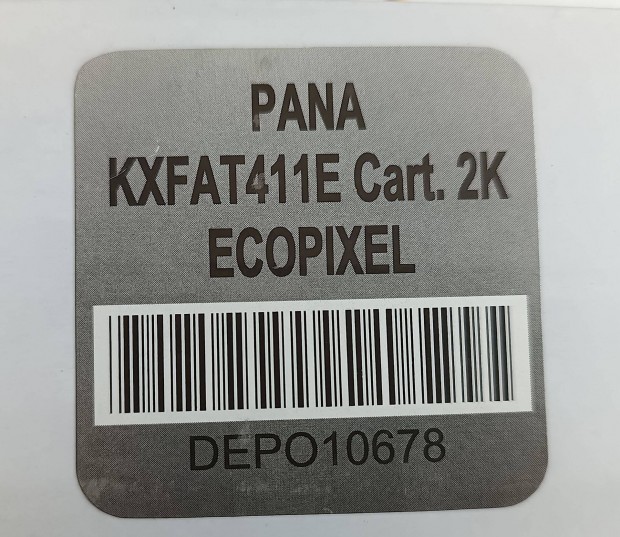 PANA
KXFAT411E Cart. 2K
ECOPIXEL
DEPO10678